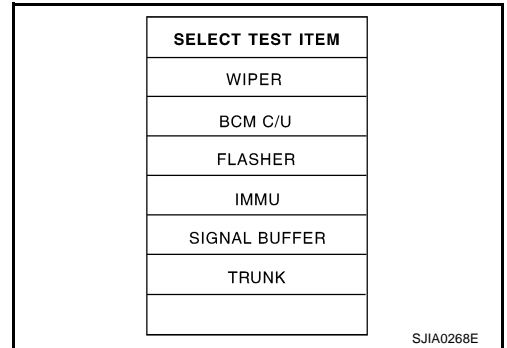 SELECT TEST ITEM
WIPER
BCM C/U
FLASHER
IMMU
SIGNAL BUFFER
TRUNK
SJIA0268E